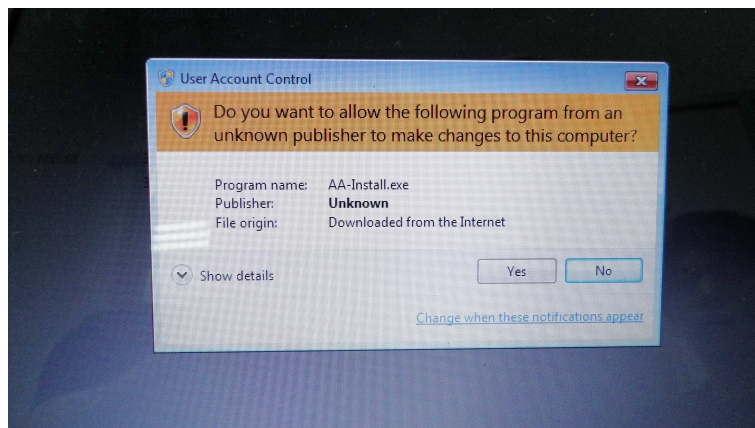 User Account Control
Do you want to allow the following program from an
unknown publisher to make changes to this computer?
Program name: AA-Install.exe
Publisher: Unknown
File origin: Downloaded from the Internet
Show details
Yes No
Change when these notifications appear